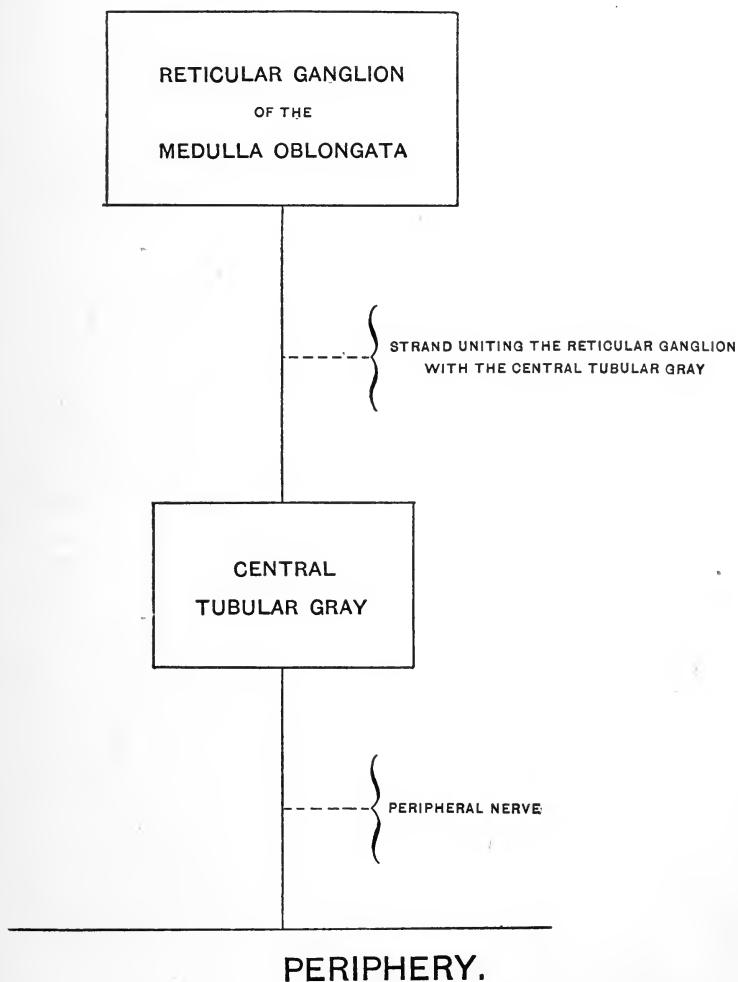 RETICULAR GANGLION
OF THE
MEDULLA OBLONGATA
STRAND UNITING THE RETICULAR GANGLION
WITH THE CENTRAL TUBULAR GRAY
CENTRAL
TUBULAR GRAY
PERIPHERAL NERVE
PERIPHERY.